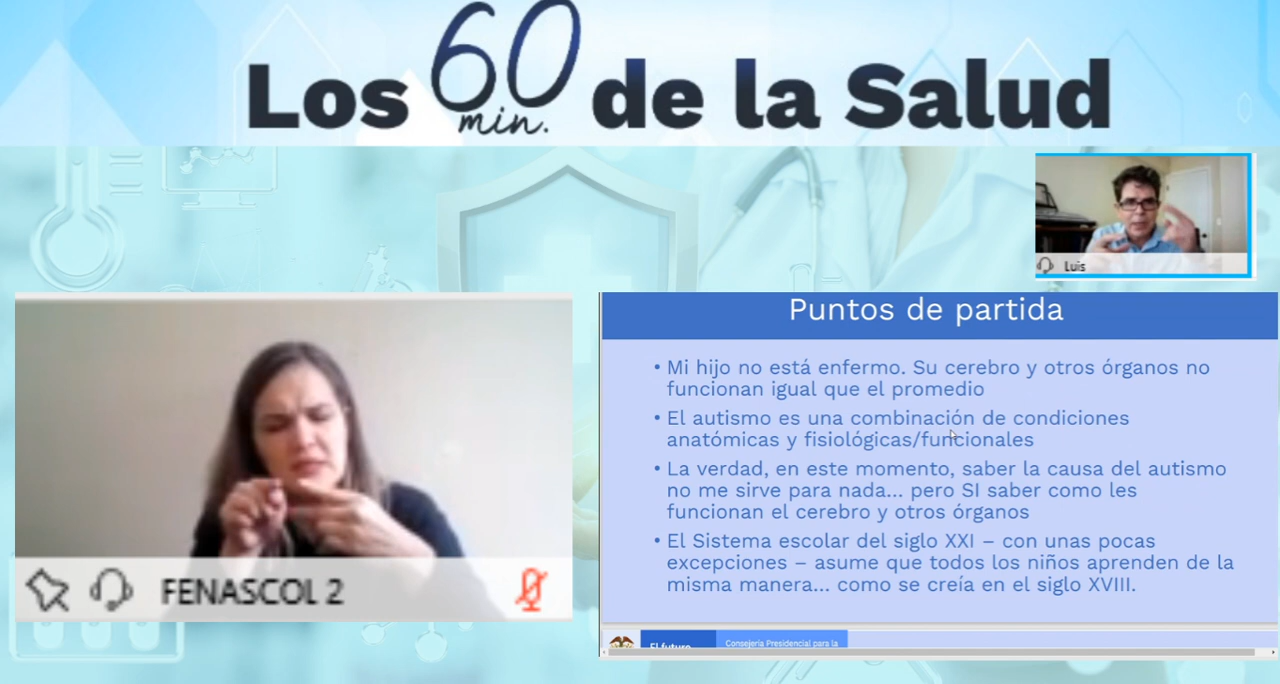 Los 60 min. de la Salud
Luis
FENASCOL 2
Puntos de partida
• Mi hijo no está enfermo. Su cerebro y otros órganos no
funcionan igual que el promedio
• El autismo es una combinación de condiciones
anatómicas y fisiológicas/funcionales
• La verdad, en este momento, saber la causa del autismo
no me sirve para nada... pero SI saber como les
funcionan el cerebro y otros órganos
• El Sistema escolar del siglo XXI – con unas pocas
excepciones – asume que todos los niños aprenden de la
misma manera... como se creía en el siglo XVIII.
El futuro
Consejería Presidencial para la